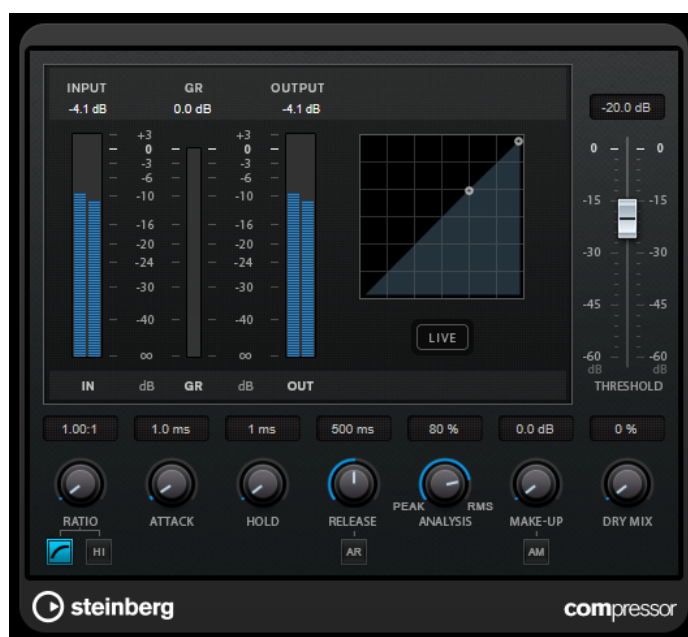 INPUT GR OUTPUT
-4.1 dB 0.0 dB -4.1 dB
-20.0 dB
+3 +3
0 0
-3 -3
-6 -6
-10 -10
-16 -16
-20 -20
-24 -24
-30 -30
-40 -40
∞ ∞
IN dB GR dB OUT
LIVE
0 0
-15 -15
-30 -30
-45 -45
-60 -60
dB dB
THRESHOLD
1.00:1 1.0 ms 1 ms 500 ms 80 % 0.0 dB 0 %
PEAK RMS
RATIO ATTACK HOLD RELEASE ANALYSIS MAKE-UP DRY MIX
HI AR AM
steinberg compressor